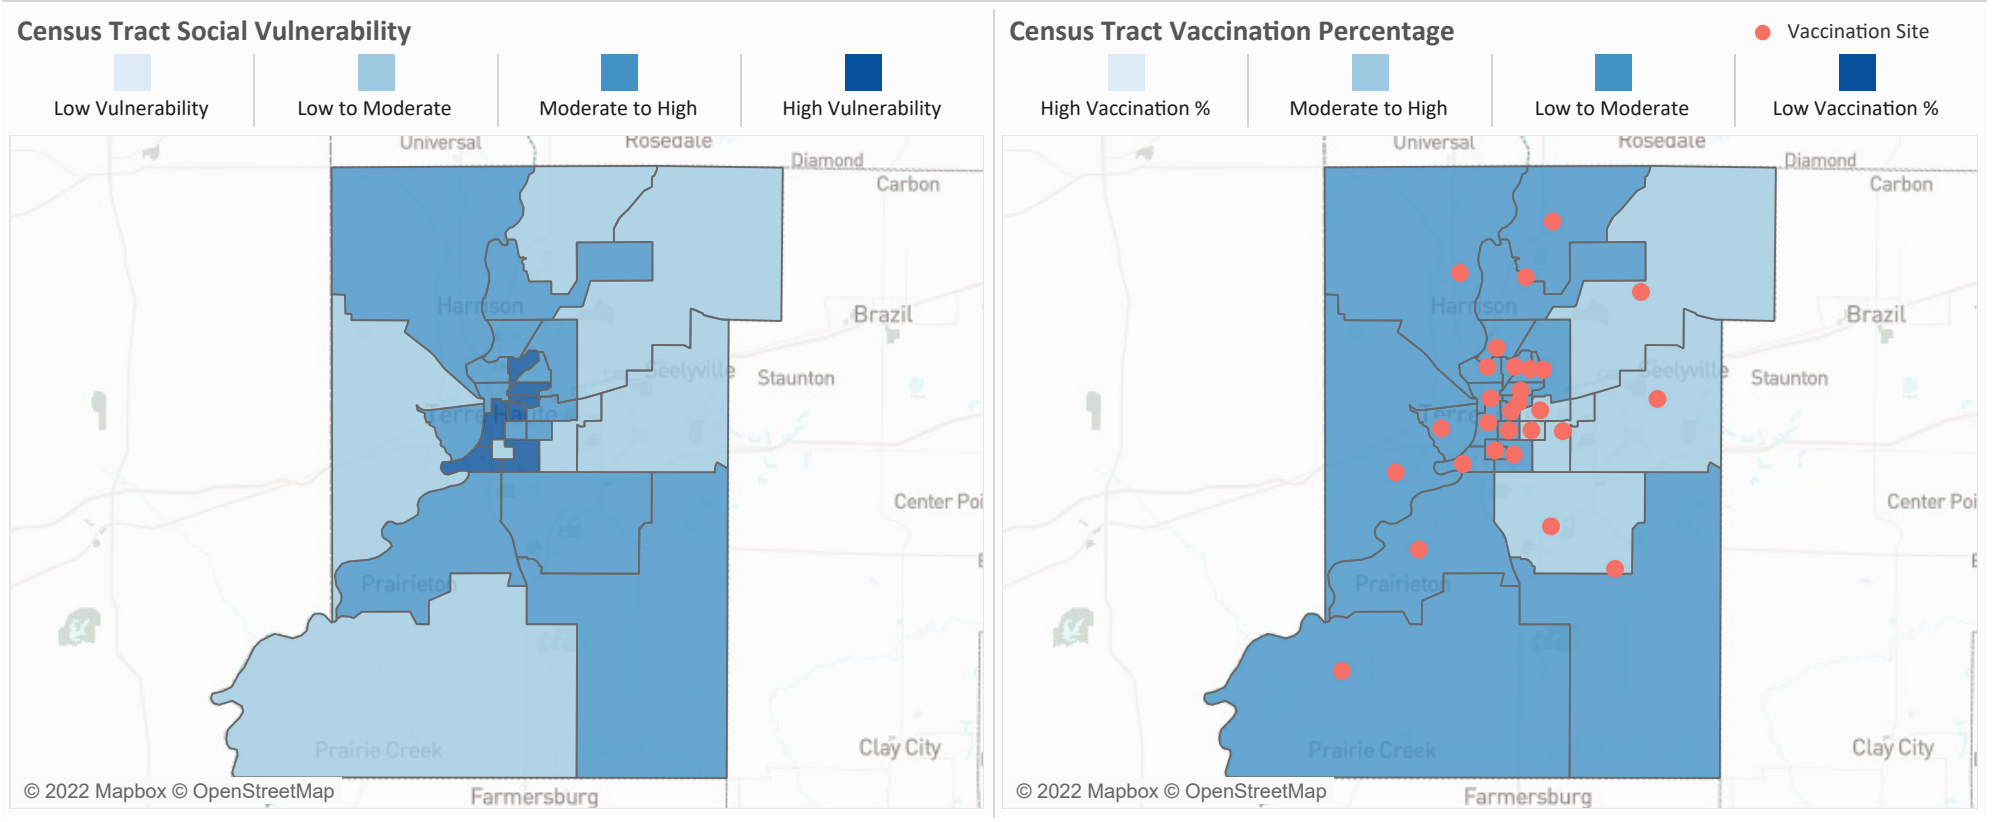 Census Tract Social Vulnerability
Low Vulnerability
Low to Moderate
Moderate to High
High Vulnerability
Universal
Rosedale
Diamond
Carbon
Harrison
Brazil
Seelyville
Staunton
Terre Haute
Center Poi
Prairieton
Prairie Creek
Clay City
© 2022 Mapbox © OpenStreetMap
Farmersburg
Census Tract Vaccination Percentage
Vaccination Site
High Vaccination %
Moderate to High
Low to Moderate
Low Vaccination %
Universal
Rosedale
Diamond
Carbon
Harrison
Brazil
Seelyville
Staunton
Terre
Center Poi
Prairieton
Prairie Creek
Clay City
© 2022 Mapbox © OpenStreetMap
Farmersburg